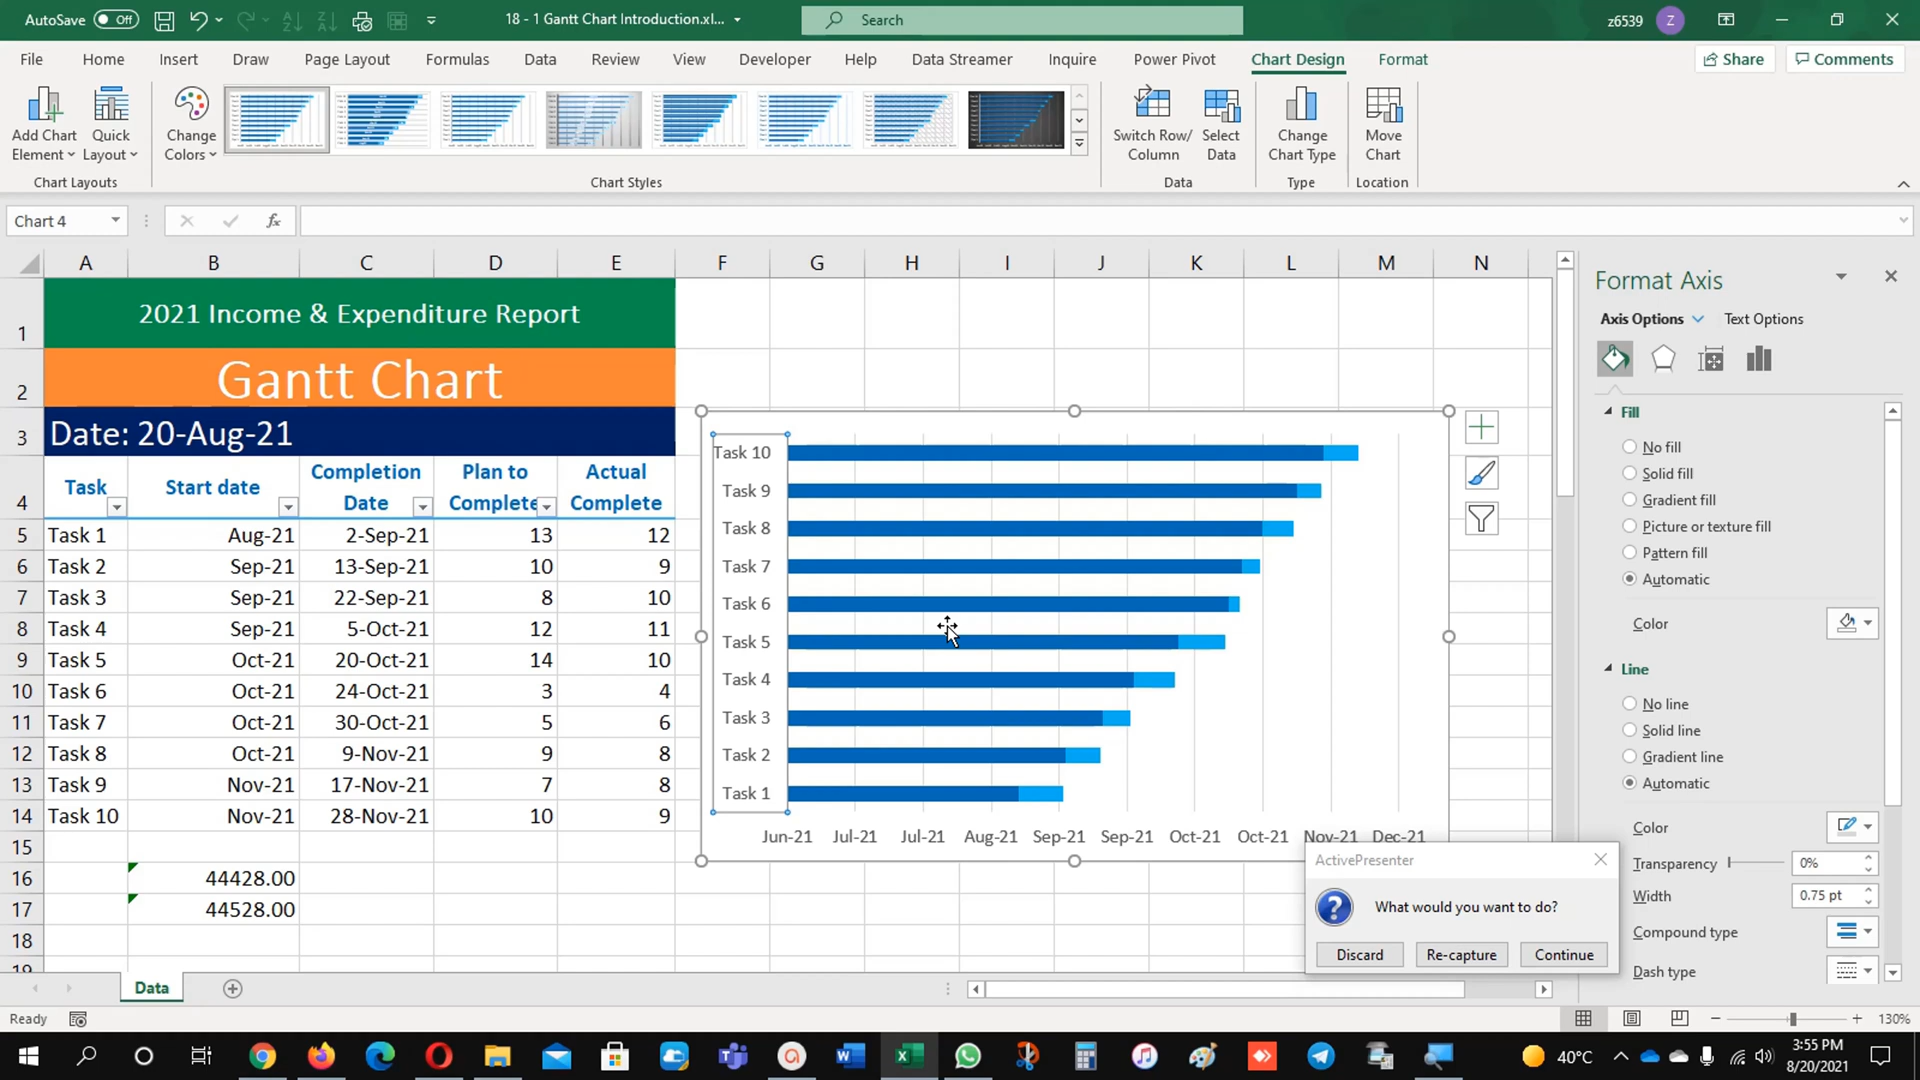 AutoSave Off 18 - 1 Gantt Chart Introduction.xl... Search z6539 Z
File Home Insert Draw Page Layout Formulas Data Review View Developer Help Data Streamer Inquire Power Pivot Chart Design Format Share Comments
Add Chart Element Quick Layout Change Colors Switch Row/ Column Select Data Change Chart Type Move Chart
Chart Layouts Chart Styles Data Type Location
Chart 4 fx
A B C D E F G H I J K L M N
1 2021 Income & Expenditure Report
2 Gantt Chart
3 Date: 20-Aug-21
4 Task Start date Completion Date Plan to Complete Actual Complete
5 Task 1 Aug-21 2-Sep-21 13 12
6 Task 2 Sep-21 13-Sep-21 10 9
7 Task 3 Sep-21 22-Sep-21 8 10
8 Task 4 Sep-21 5-Oct-21 12 11
9 Task 5 Oct-21 20-Oct-21 14 10
10 Task 6 Oct-21 24-Oct-21 3 4
11 Task 7 Oct-21 30-Oct-21 5 6
12 Task 8 Oct-21 9-Nov-21 9 8
13 Task 9 Nov-21 17-Nov-21 7 8
14 Task 10 Nov-21 28-Nov-21 10 9
15
16 44428.00
17 44528.00
18
19
Task 10
Task 9
Task 8
Task 7
Task 6
Task 5
Task 4
Task 3
Task 2
Task 1
Jun-21 Jul-21 Jul-21 Aug-21 Sep-21 Sep-21 Oct-21 Oct-21 Nov-21 Dec-21
ActivePresenter
What would you want to do?
Discard Re-capture Continue
Format Axis
Axis Options Text Options
Fill
No fill
Solid fill
Gradient fill
Picture or texture fill
Pattern fill
Automatic
Color
Line
No line
Solid line
Gradient line
Automatic
Color
Transparency 0%
Width 0.75 pt
Compound type
Dash type
Data
Ready 130%
40°C 3:55 PM
8/20/2021